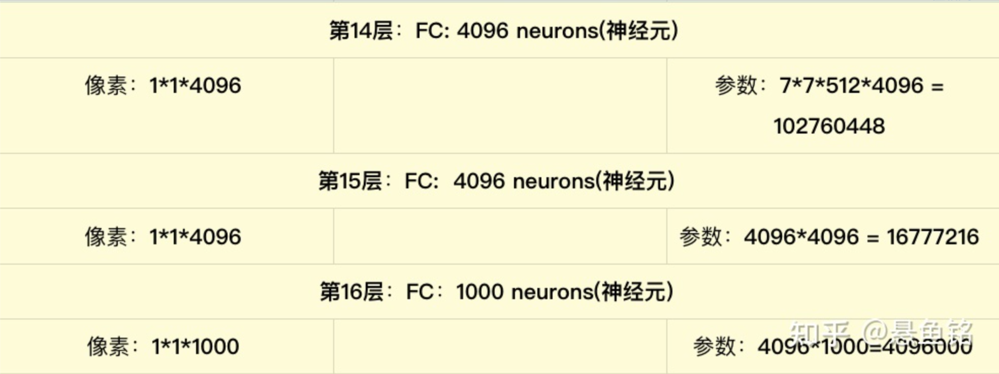 第14层：FC: 4096 neurons(神经元)
像素：1*1*4096
参数：7*7*512*4096 =
102760448
第15层：FC: 4096 neurons(神经元)
像素：1*1*4096
参数：4096*4096 = 16777216
第16层：FC：1000 neurons(神经元)
像素：1*1*1000
参数：4096*1000=4096000
知乎 @悬鱼铭